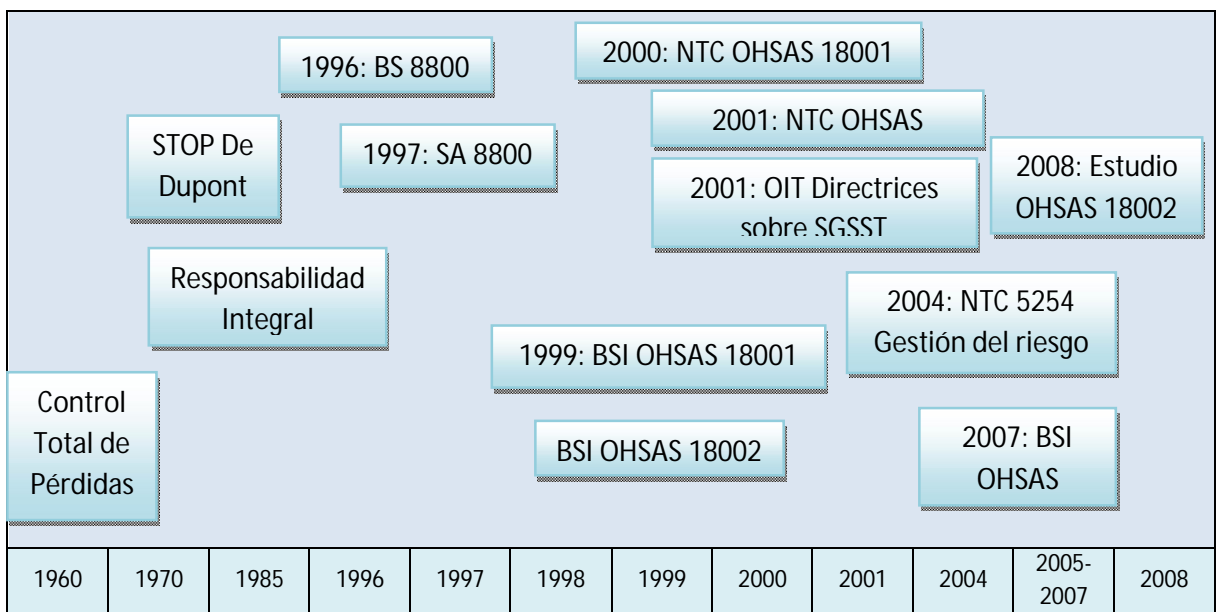 1996: BS 8800
2000: NTC OHSAS 18001
STOP De
Dupont
1997: SA 8800
2001: NTC OHSAS
2001: OIT Directrices
sobre SGSST
2008: Estudio
OHSAS 18002
Responsabilidad
Integral
2004: NTC 5254
Gestión del riesgo
1999: BSI OHSAS 18001
Control
Total de
Pérdidas
BSI OHSAS 18002
2007: BSI
OHSAS
1960
1970
1985
1996
1997
1998
1999
2000
2001
2004
2005-
2007
2008